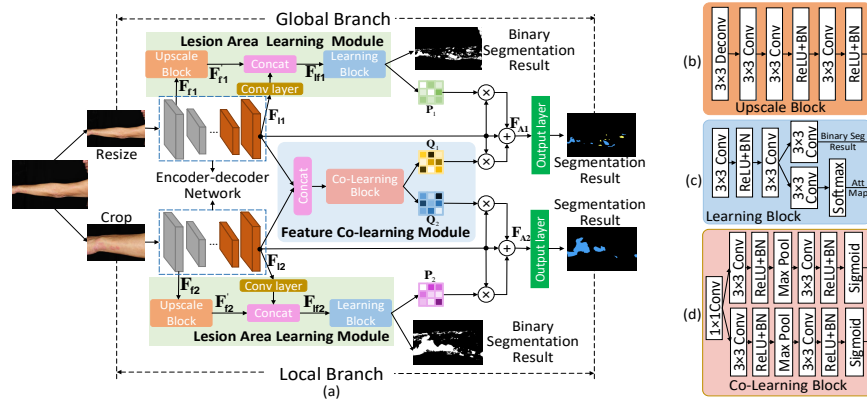 Global Branch
Lesion Area Learning Module
Upscale
Block
F'f1
Concat
Flf1
Learning
Block
Binary
Segmentation
Result
Ff1
Conv layer
Fl1
P1
Resize
Encoder-decoder
Network
Concat
Co-Learning
Block
Q1
Q2
Feature Co-learning Module
FA1
Output layer
Segmentation
Result
Segmentation
Result
FA2
Output layer
Crop
Fl2
Conv layer
Ff2
Upscale
Block
F'f2
Concat
Flf2
Learning
Block
P2
Lesion Area Learning Module
Binary
Segmentation
Result
Local Branch
(a)
(b)
3×3 Deconv
3×3 Conv
3×3 Conv
ReLU+BN
3×3 Conv
ReLU+BN
Upscale Block
(c)
3×3 Conv
ReLU+BN
3×3 Conv
3×3 Conv
Binary Seg
Result
3×3 Conv
Softmax
Att
Map
Learning Block
(d)
1×1 Conv
3×3 Conv
ReLU+BN
Max Pool
3×3 Conv
ReLU+BN
Sigmoid
3×3 Conv
ReLU+BN
Max Pool
3×3 Conv
ReLU+BN
Sigmoid
Co-Learning Block